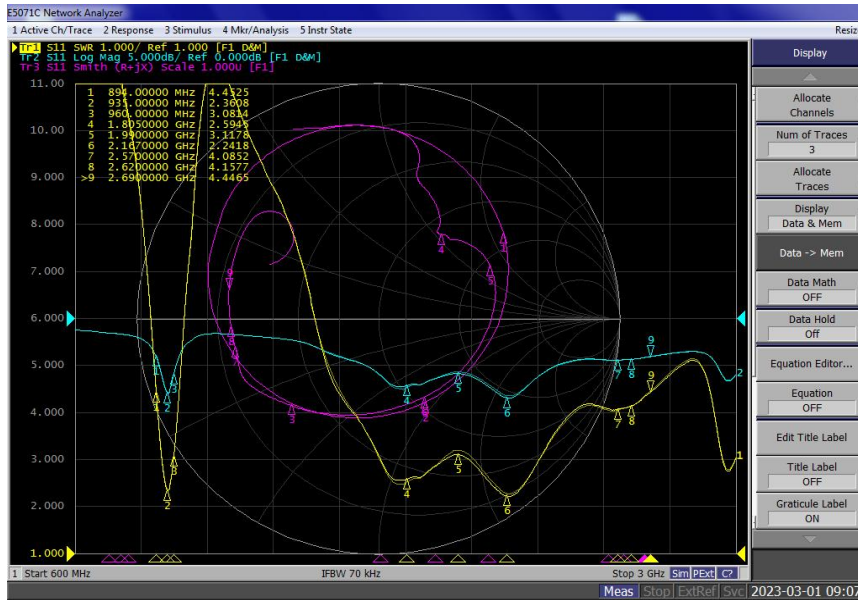 E5071C Network Analyzer
1 Active Ch/Trace 2 Response 3 Stimulus 4 Mkr/Analysis 5 Instr State
Resize
Tr1 S11 SWR 1.000/ Ref 1.000 [F1 D&M]
Tr2 S11 Log Mag 5.000dB/ Ref 0.000dB [F1 D&M]
Tr3 S11 Smith (R+jX) Scale 1.000U [F1]
11.00
10.00
9.000
8.000
7.000
6.000
5.000
4.000
3.000
2.000
1.000
1 894.00000 MHz 4.4525
2 935.00000 MHz 2.3608
3 960.00000 MHz 3.0814
4 1.8050000 GHz 2.5945
5 1.9900000 GHz 3.1178
6 2.1670000 GHz 2.2418
7 2.5700000 GHz 4.0852
8 2.6200000 GHz 4.1577
>9 2.6900000 GHz 4.4465
1 Start 600 MHz
IFBW 70 kHz
Stop 3 GHz Sim PExt C?
Meas Stop ExtRef Svc 2023-03-01 09:07
Display
Allocate
Channels
Num of Traces
3
Allocate
Traces
Display
Data & Mem
Data -> Mem
Data Math
OFF
Data Hold
Off
Equation Editor...
Equation
OFF
Edit Title Label
Title Label
OFF
Graticule Label
ON